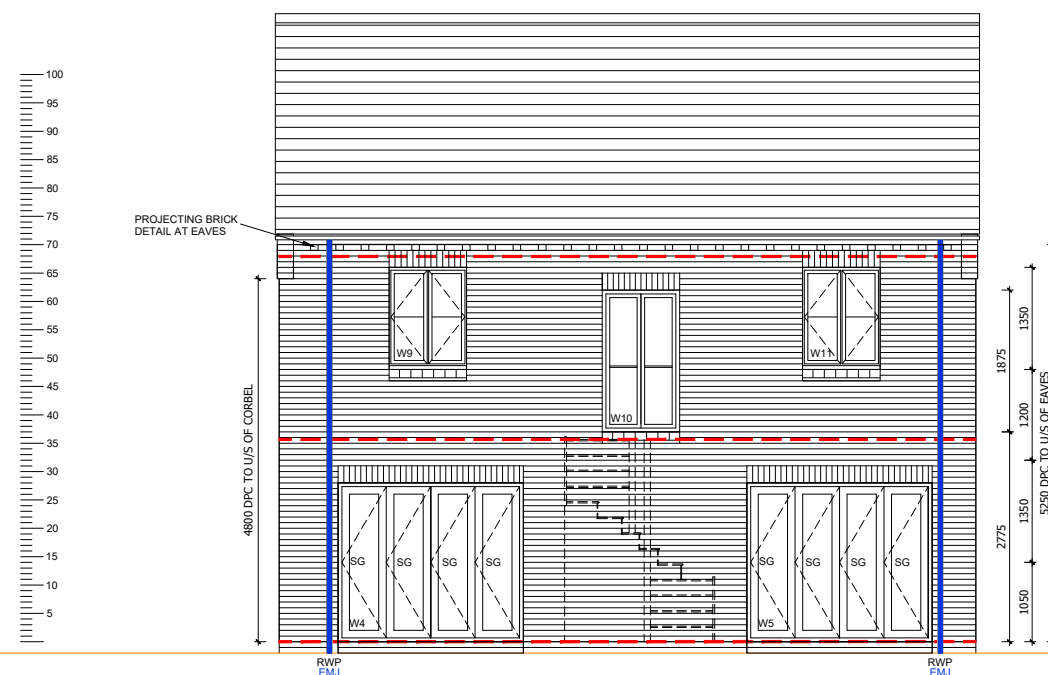 100
95
90
85
80
75
70
65
60
55
50
45
40
35
30
25
20
15
10
5
PROJECTING BRICK
DETAIL AT EAVES
4800 DPC TO U/S OF CORBEL
W9
W10
W11
W4
SG
SG
SG
SG
W5
SG
SG
SG
SG
1875
2775
1350
1200
1350
1050
5250 DPC TO U/S OF EAVES
RWP
EMJ
RWP
EMJ